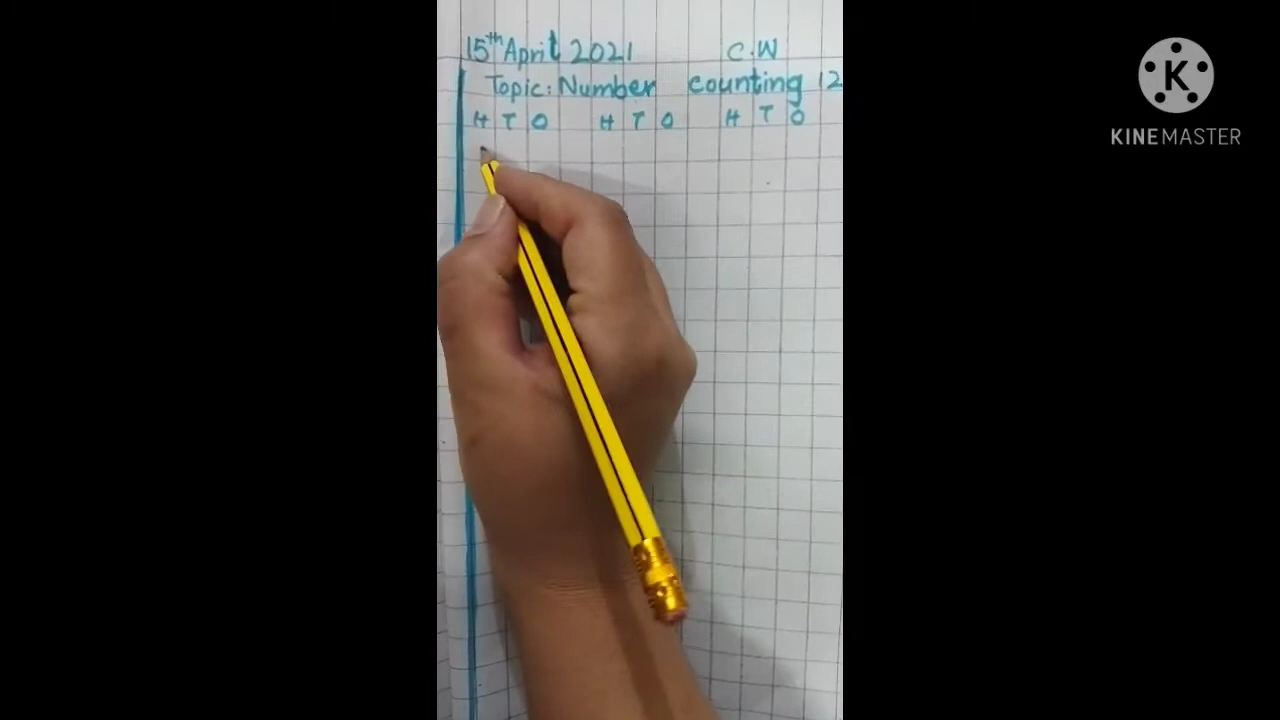 15th April 2021 C.W
Topic: Number counting 12
H T O H T O H T O
K
KINEMASTER